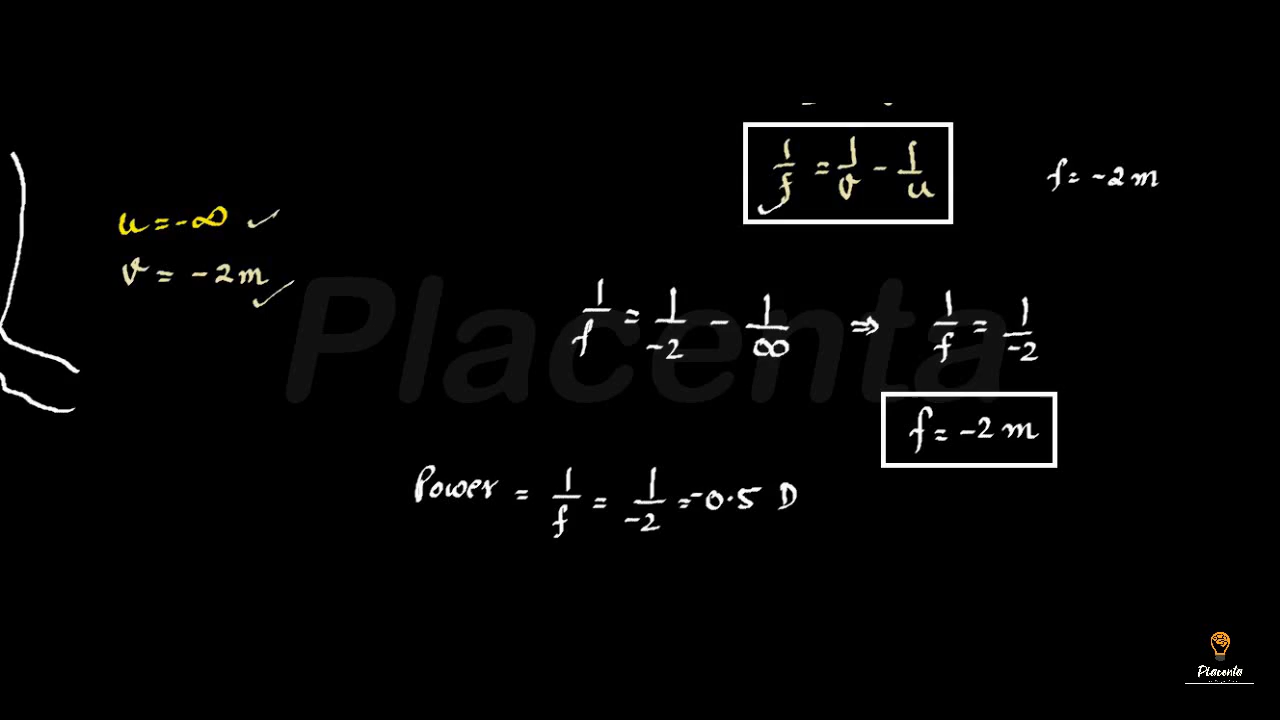 1/f = 1/v - 1/u
f = -2 m
u = -∞
v = -2 m
1/f = 1/-2 - 1/∞ ⇒ 1/f = 1/-2
f = -2 m
Power = 1/f = 1/-2 = -0.5 D
Placenta
Placenta